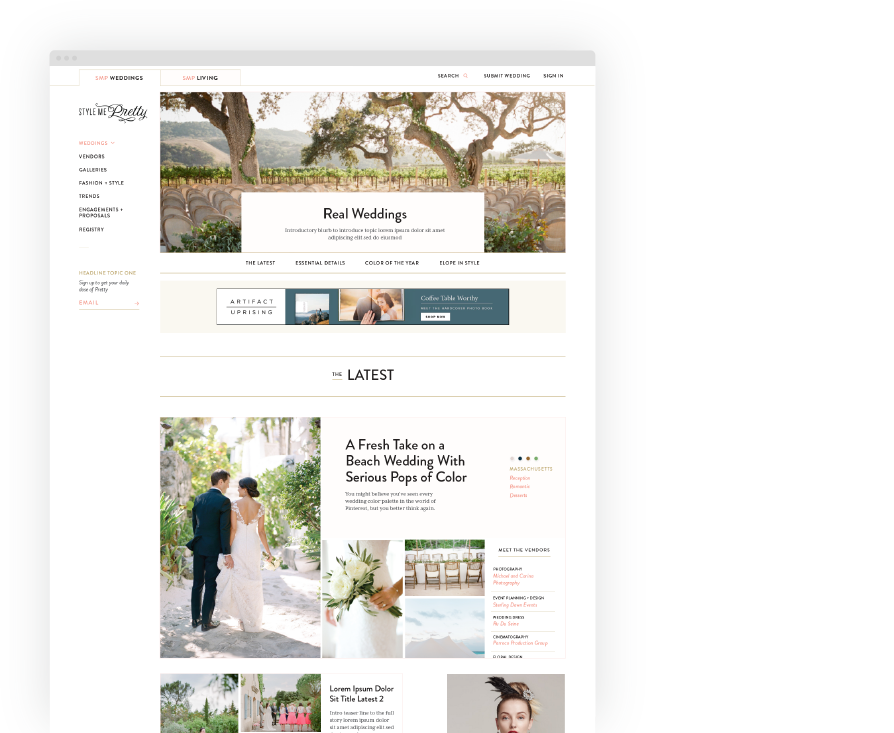 SMP WEDDINGS
SMP LIVING
SEARCH
SUBMIT WEDDING
SIGN IN
STYLE ME Pretty
WEDDINGS
VENDORS
GALLERIES
FASHION + STYLE
TRENDS
ENGAGEMENTS +
PROPOSALS
REGISTRY
HEADLINE TOPIC ONE
Sign up to get your daily
dose of Pretty
EMAIL
Real Weddings
Introductory blurb to introduce topic lorem ipsum dolor sit amet
adipiscing elit sed do eiusmod
THE LATEST
ESSENTIAL DETAILS
COLOR OF THE YEAR
ELOPE IN STYLE
ARTIFACT
UPRISING
Coffee Table Worthy
MEET THE HARDCOVER PHOTO BOOK
SHOP NOW
THE LATEST
A Fresh Take on a
Beach Wedding With
Serious Pops of Color
You might believe you've seen every
wedding color palette in the world of
Pinterest, but you better think again.
MASSACHUSETTS
Reception
Romantic
Desserts
MEET THE VENDORS
PHOTOGRAPHY
Michael and Carina
Photography
EVENT PLANNING + DESIGN
Sterling Social Events
WEDDING DRESS
CINEMATOGRAPHY
Production Group
FLORAL DESIGN
Lorem Ipsum Dolor
Sit Title Latest 2
Intro teaser line to the full
story lorem ipsum dolor
sit amet adipiscing elit sed